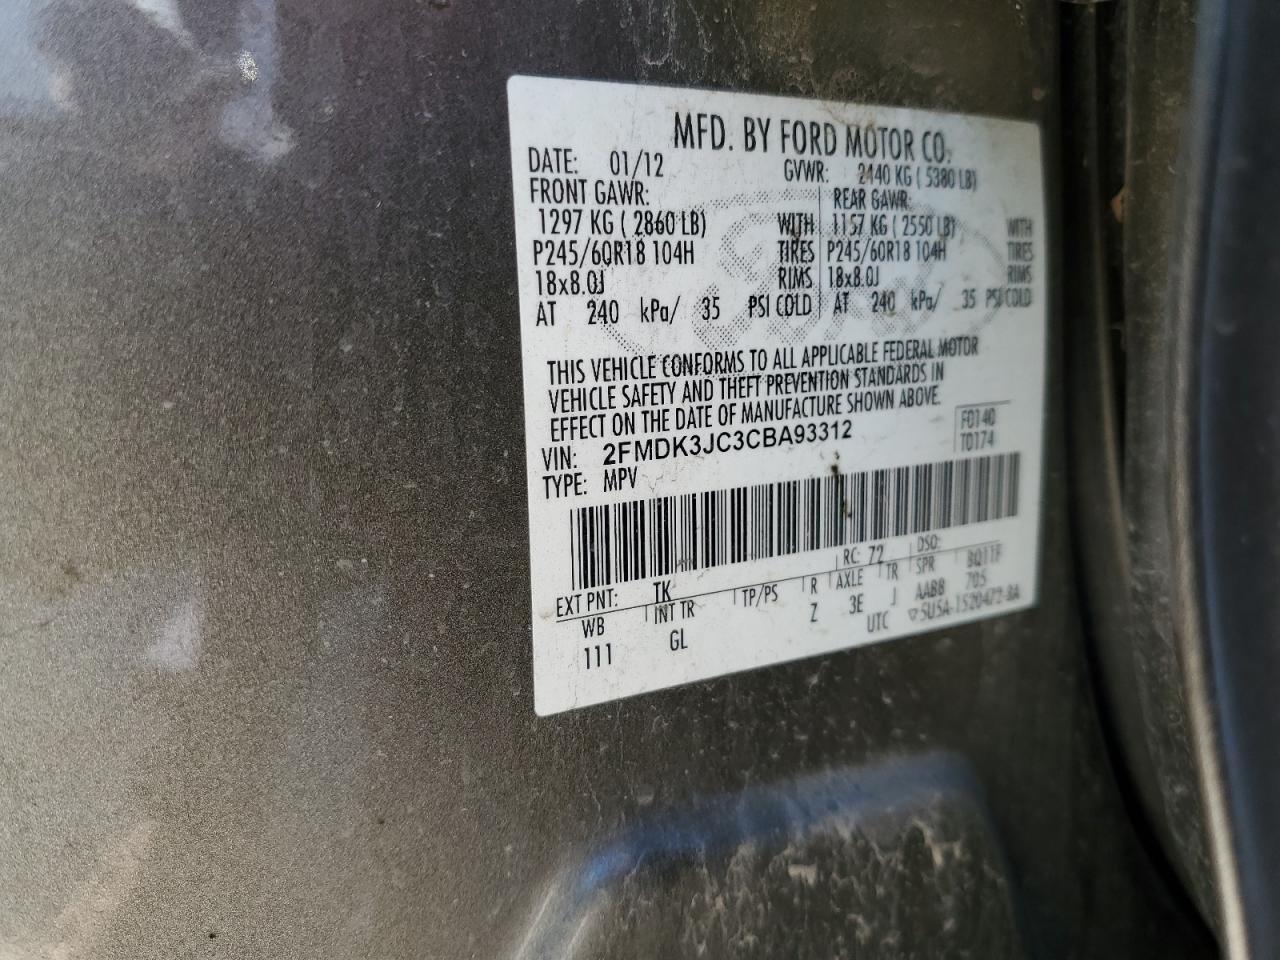 MFD. BY FORD MOTOR CO.
DATE: 01/12 GVWR: 2440 KG ( 5380 LB)
FRONT GAWR: REAR GAWR:
1297 KG ( 2860 LB) WITH 1157 KG ( 2550 LB) WITH
P245/60R18 104H TIRES P245/60R18 104H TIRES
18x8.0J RIMS 18x8.0J RIMS
AT 240 kPa/ 35 PSI COLD AT 240 kPa/ 35 PSI COLD
THIS VEHICLE CONFORMS TO ALL APPLICABLE FEDERAL MOTOR
VEHICLE SAFETY AND THEFT PREVENTION STANDARDS IN
EFFECT ON THE DATE OF MANUFACTURE SHOWN ABOVE.
VIN: 2FMDK3JC3CBA93312 F0140
TYPE: MPV T0174
EXT PNT: TK RC: 72 DSO:
WB INT TR TP/PS R AXLE TR SPR
111 GL Z 3E J AABB 705
UTC ▽5U5A-1520472-BA